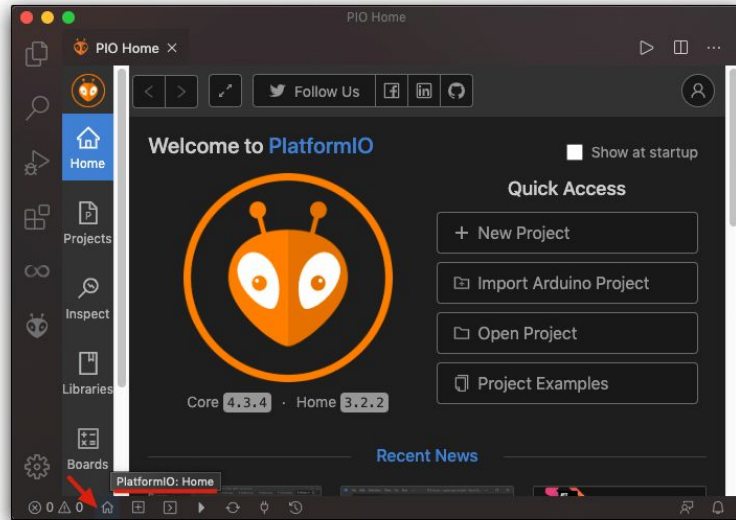 PIO Home
PIO Home
Follow Us
Home
Welcome to PlatformIO
Show at startup
Quick Access
Projects
New Project
Import Arduino Project
Inspect
Open Project
Libraries
Project Examples
Core 4.3.4 · Home 3.2.2
Boards
Recent News
PlatformIO: Home
0 0